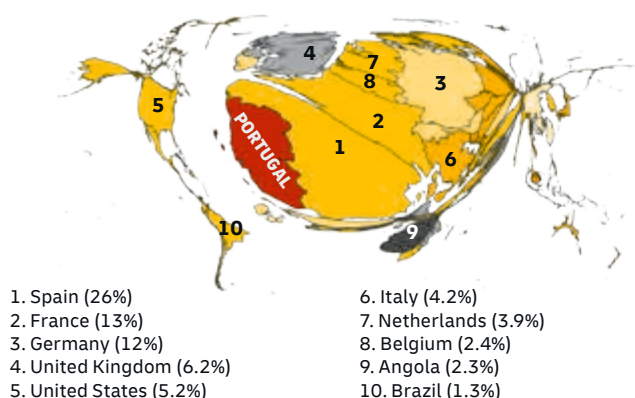 4
7
8
3
5
2
PORTUGAL
1
6
10
9
1. Spain (26%)
2. France (13%)
3. Germany (12%)
4. United Kingdom (6.2%)
5. United States (5.2%)
6. Italy (4.2%)
7. Netherlands (3.9%)
8. Belgium (2.4%)
9. Angola (2.3%)
10. Brazil (1.3%)